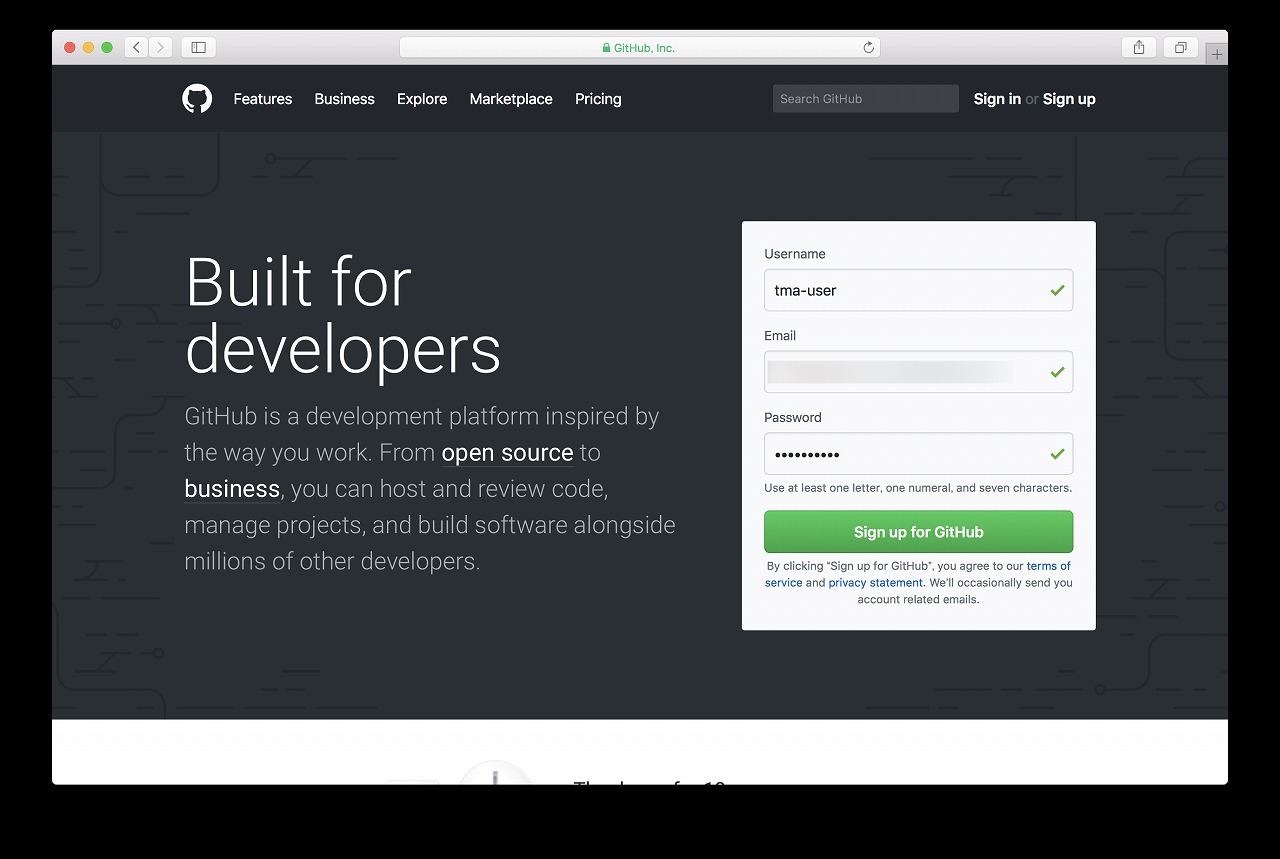 GitHub, Inc.
Features Business Explore Marketplace Pricing Search GitHub Sign in or Sign up
Built for
developers
GitHub is a development platform inspired by
the way you work. From open source to
business, you can host and review code,
manage projects, and build software alongside
millions of other developers.
Username
tma-user
Email
Password
••••••••••
Use at least one letter, one numeral, and seven characters.
Sign up for GitHub
By clicking “Sign up for GitHub”, you agree to our terms of
service and privacy statement. We’ll occasionally send you
account related emails.